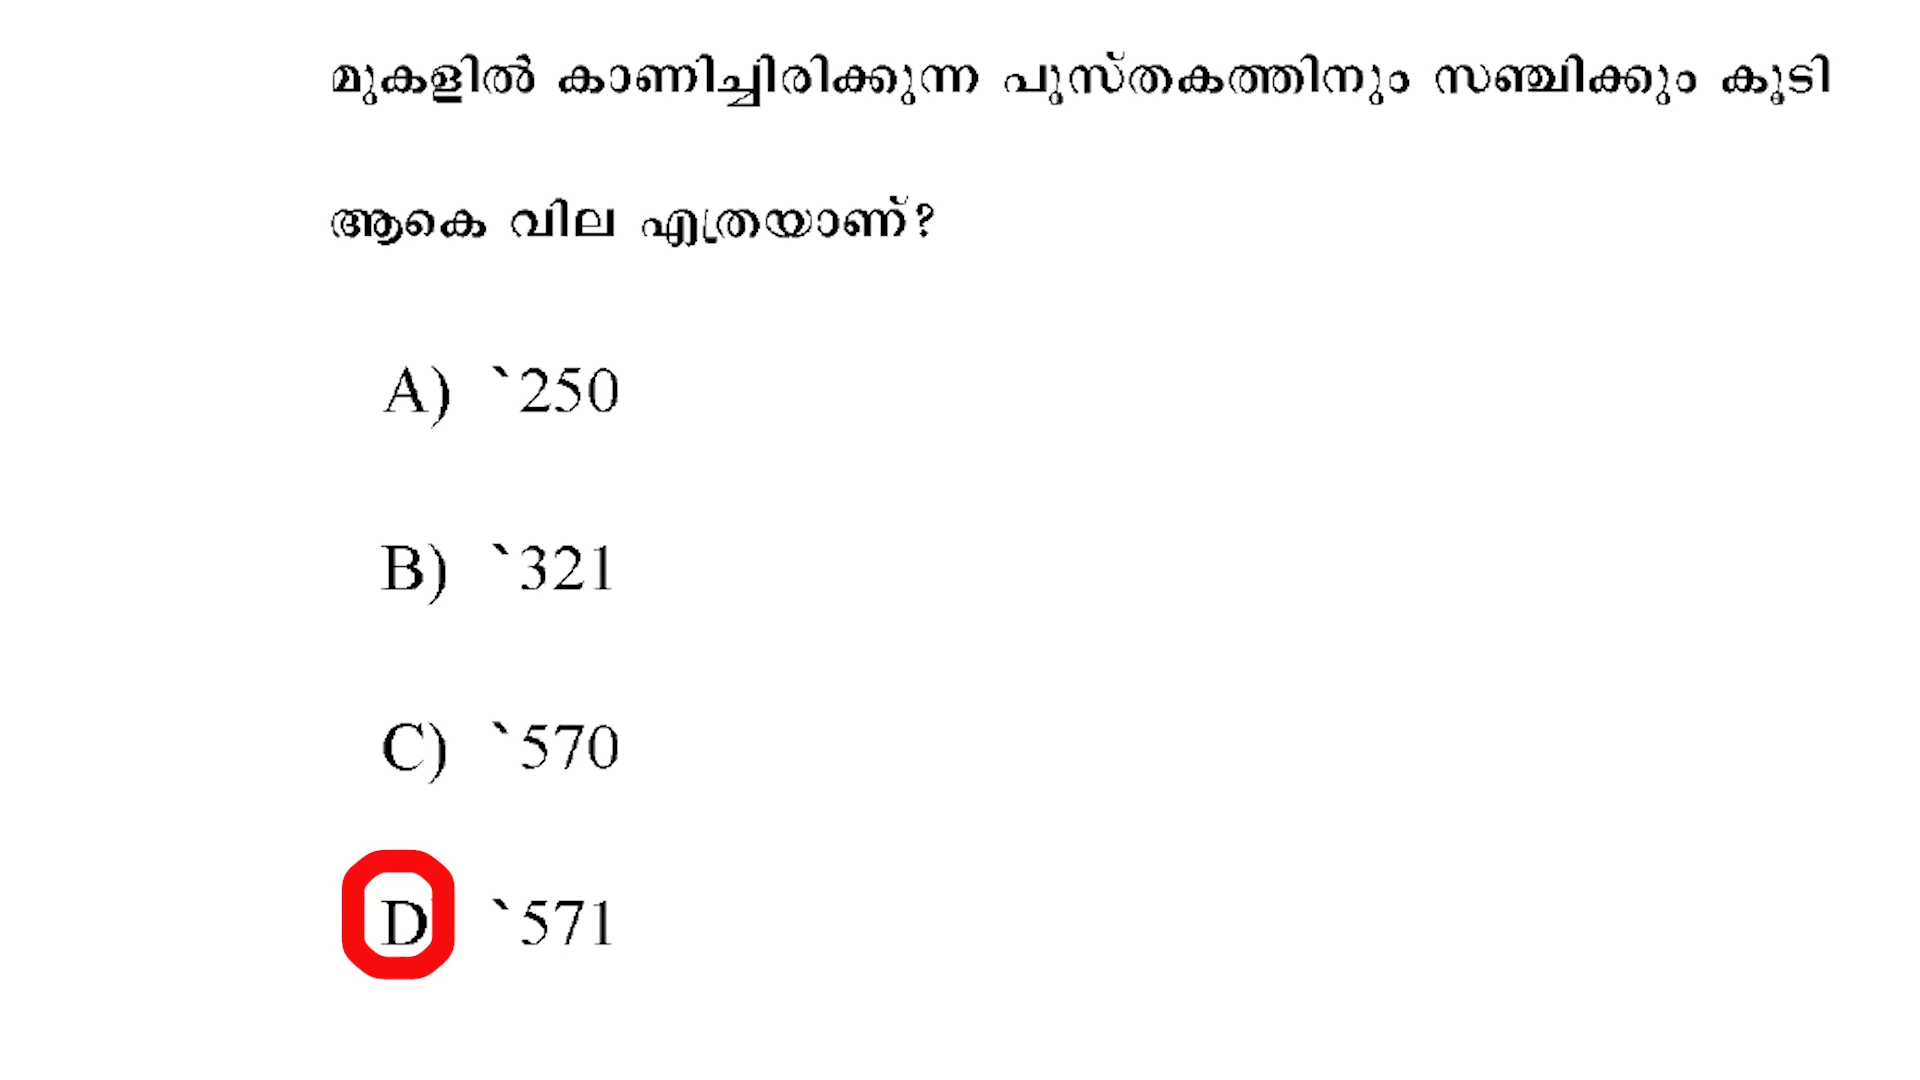 മുകളിൽ കാണിച്ചിരിക്കുന്ന പുസ്തകത്തിനും സഞ്ചിക്കും കൂടി
ആകെ വില എത്രയാണ്?
A) `250
B) `321
C) `570
D `571